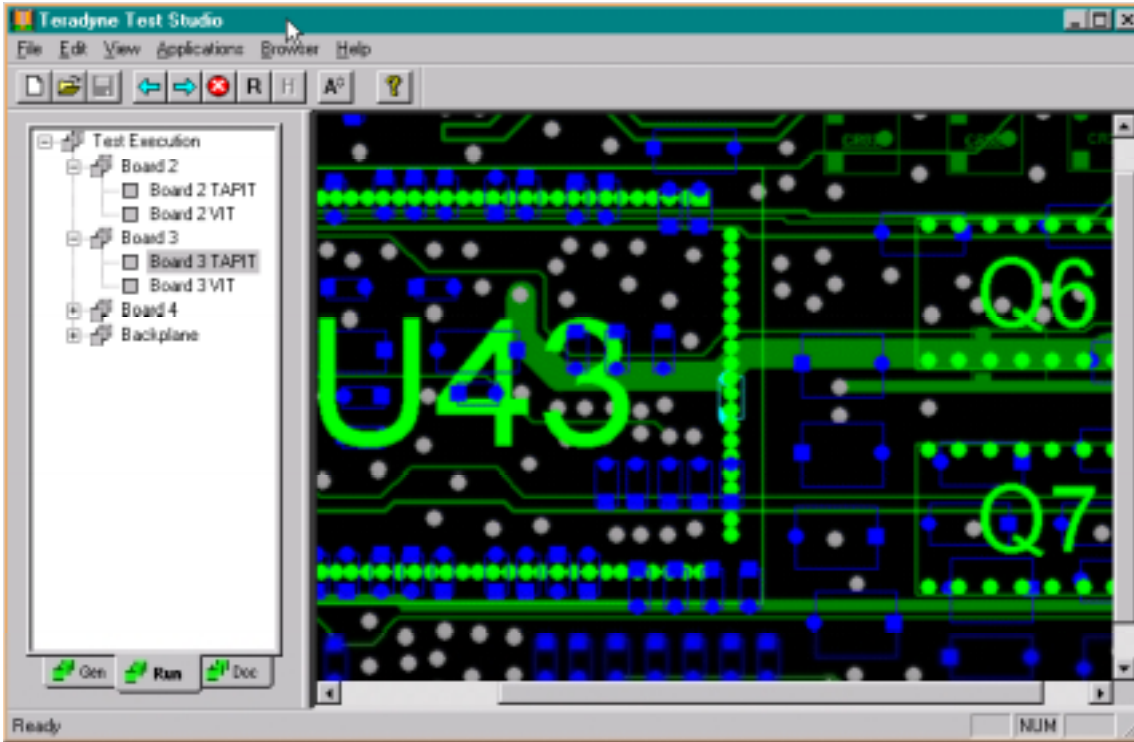 Teradyne Test Studio
File Edit View Applications Browser Help
R H A
Test Execution
Board 2
Board 2 TAPIT
Board 2 VIT
Board 3
Board 3 TAPIT
Board 3 VIT
Board 4
Backplane
U43
Q6
Q7
Gen Run Doc
Ready
NUM